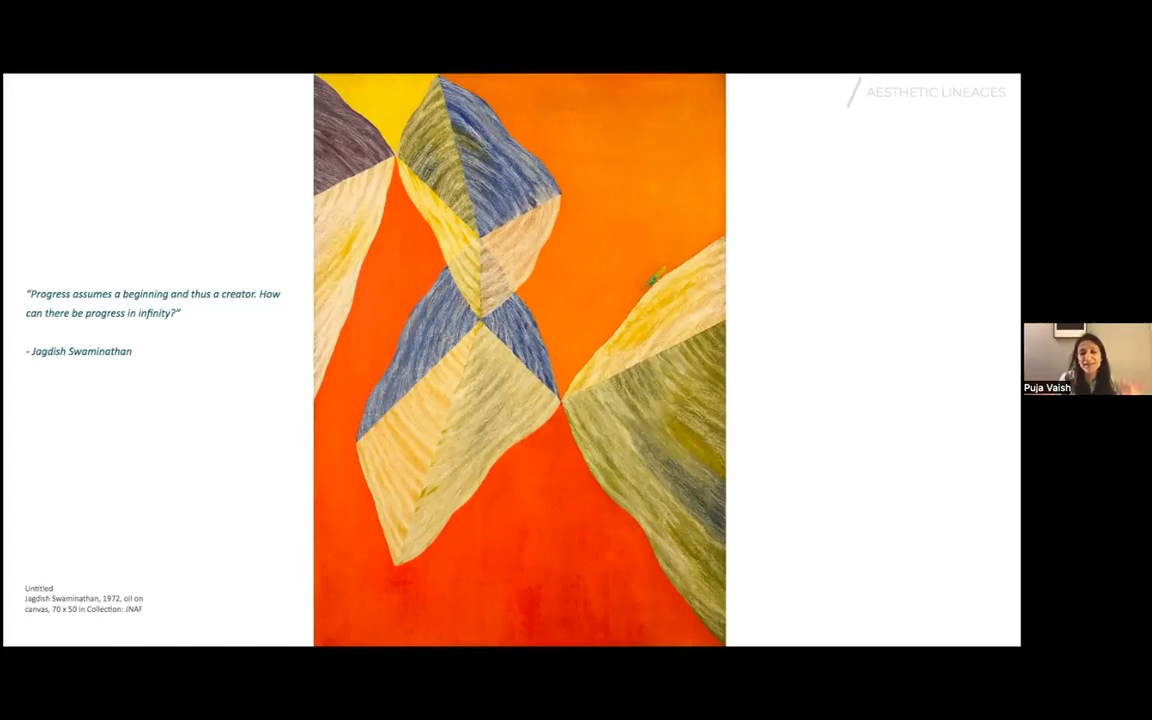 AESTHETIC LINEAGES
“Progress assumes a beginning and thus a creator. How
can there be progress in infinity?”
- Jagdish Swaminathan
Puja Vaish
Untitled
Jagdish Swaminathan, 1972, oil on
canvas, 70 x 50 in Collection: JNAF